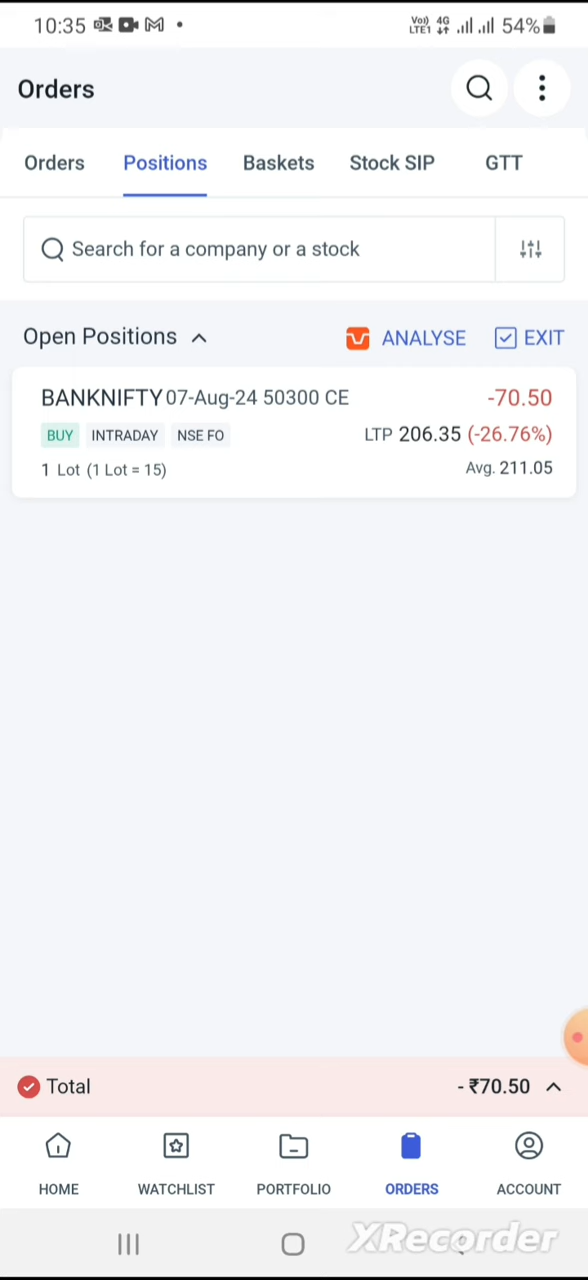 10:35 Vo)) LTE1 4G 54%
Orders
Orders Positions Baskets Stock SIP GTT
Search for a company or a stock
Open Positions ANALYSE EXIT
BANKNIFTY 07-Aug-24 50300 CE -70.50
BUY INTRADAY NSE FO LTP 206.35 (-26.76%)
1 Lot (1 Lot = 15) Avg. 211.05
Total - ₹70.50
HOME WATCHLIST PORTFOLIO ORDERS ACCOUNT
XRecorder